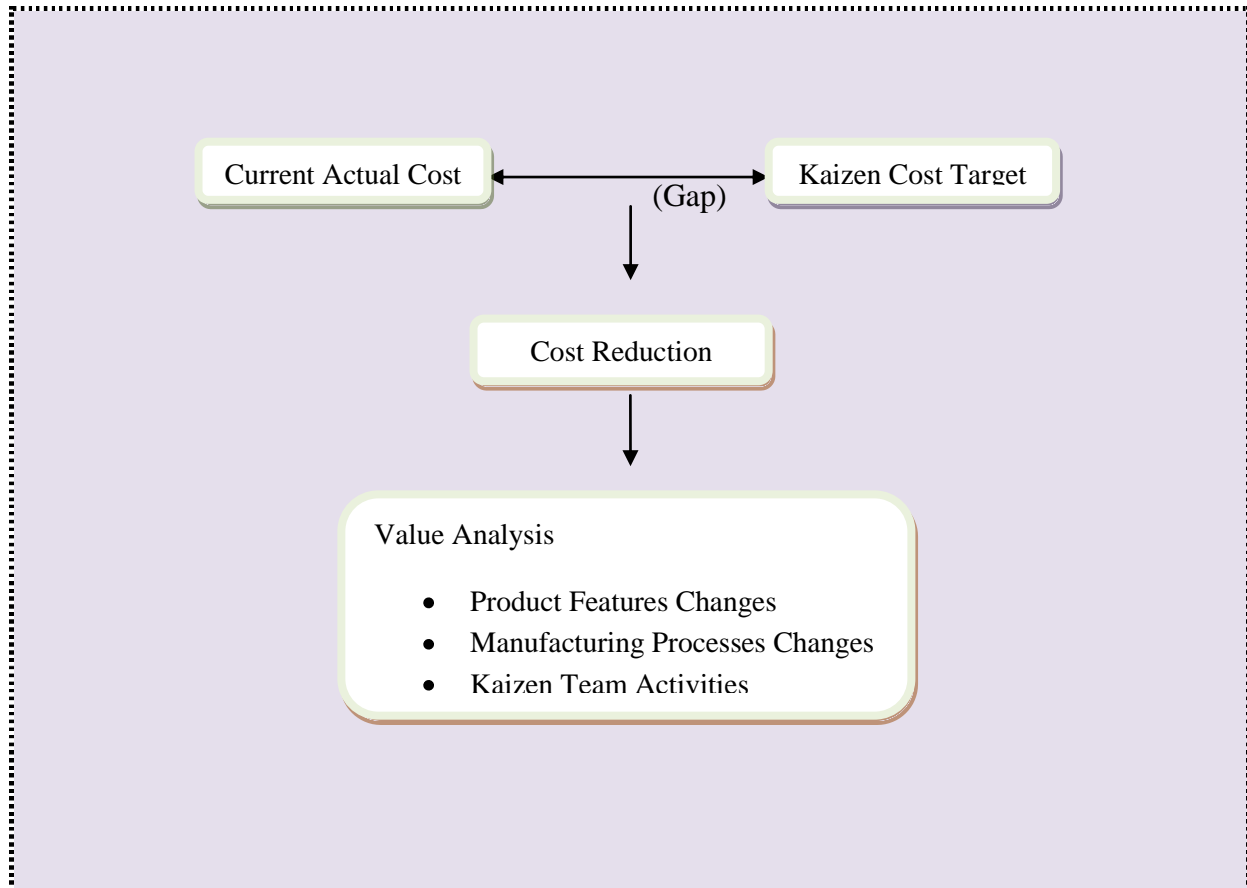 Current Actual Cost
Kaizen Cost Target
(Gap)
Cost Reduction
Value Analysis
● Product Features Changes
● Manufacturing Processes Changes
● Kaizen Team Activities